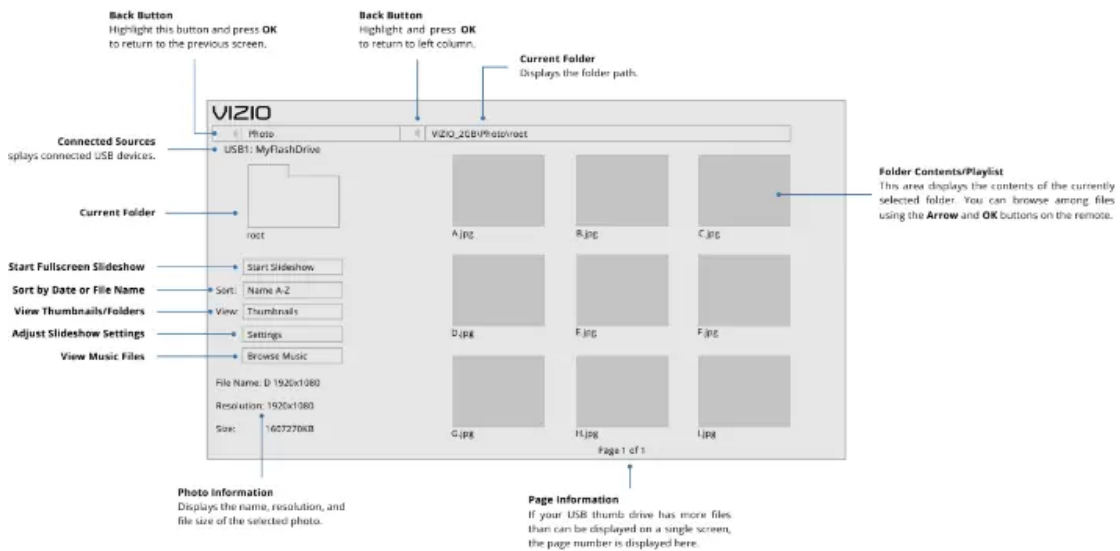 Back Button
Highlight this button and press OK
to return to the previous screen.
Back Button
Highlight and press OK
to return to left column.
Current Folder
Displays the folder path.
VIZIO
Photo
VIZIO_2GB\Photo\root
Connected Sources
splays connected USB devices.
USB1: MyFlashDrive
Current Folder
root
A.jpg
B.jpg
C.jpg
Folder Contents/Playlist
This area displays the contents of the currently
selected folder. You can browse among files
using the Arrow and OK buttons on the remote.
Start Fullscreen Slideshow
Start Slideshow
Sort by Date or File Name
Sort:
Name A-Z
View Thumbnails/Folders
View:
Thumbnails
Adjust Slideshow Settings
Settings
View Music Files
Browse Music
D.jpg
F.jpg
F.jpg
File Name: D 1920x1080
Resolution: 1920x1080
Size:
1607270KB
G.jpg
H.jpg
I.jpg
Page 1 of 1
Photo Information
Displays the name, resolution, and
file size of the selected photo.
Page Information
If your USB thumb drive has more files
than can be displayed on a single screen,
the page number is displayed here.